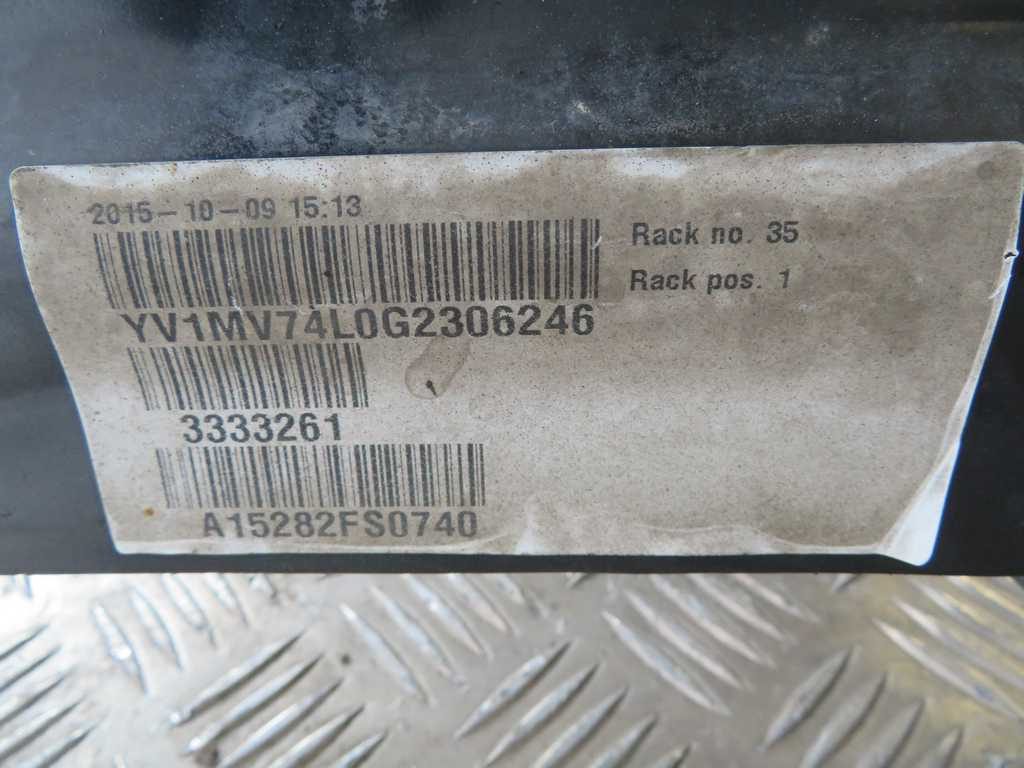 2015-10-09 15:13
Rack no. 35
Rack pos. 1
YV1MV74L0G2306246
3333261
A15282FS0740